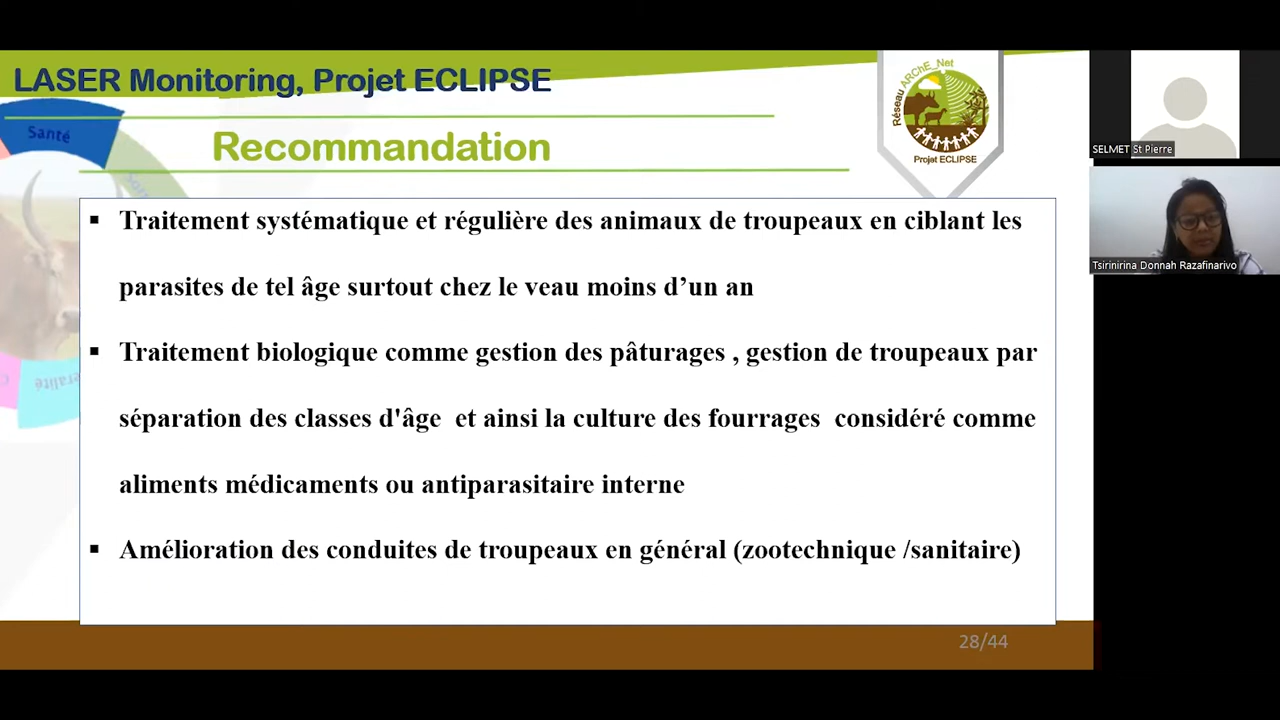 LASER Monitoring, Projet ECLIPSE
Santé
Recommandation
Réseau ARChE_Net
Projet ECLIPSE
▪ Traitement systématique et régulière des animaux de troupeaux en ciblant les
parasites de tel âge surtout chez le veau moins d’un an
▪ Traitement biologique comme gestion des pâturages , gestion de troupeaux par
séparation des classes d'âge et ainsi la culture des fourrages considéré comme
aliments médicaments ou antiparasitaire interne
▪ Amélioration des conduites de troupeaux en général (zootechnique /sanitaire)
28/44
SELMET St Pierre
Tsirinirina Donnah Razafinarivo